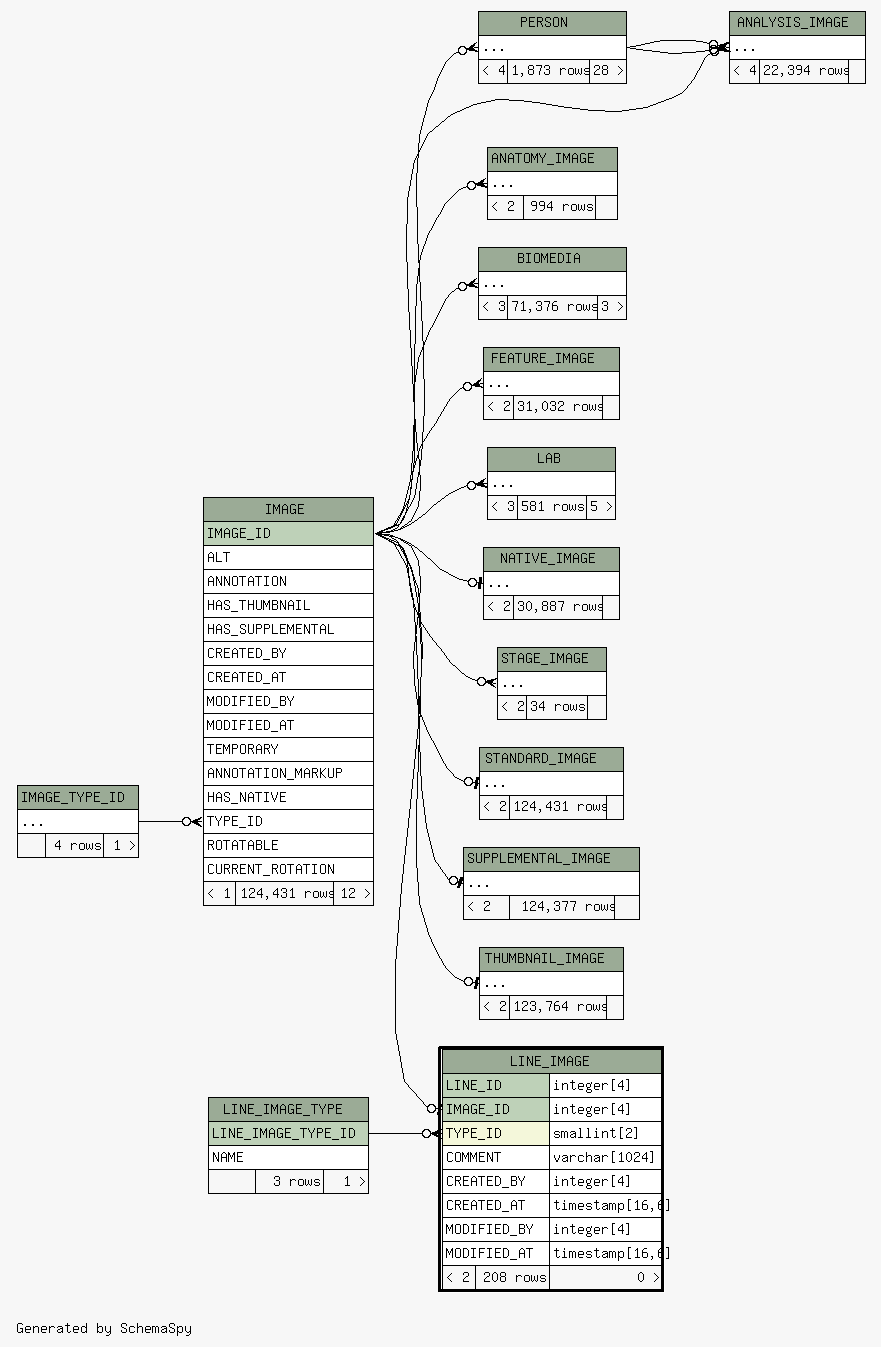 PERSON
...
< 4 1,873 rows 28 >
ANALYSIS_IMAGE
...
< 4 22,394 rows
ANATOMY_IMAGE
...
< 2 994 rows
BIOMEDIA
...
< 3 71,376 rows 3 >
FEATURE_IMAGE
...
< 2 31,032 rows
LAB
...
< 3 581 rows 5 >
IMAGE
IMAGE_ID
ALT
ANNOTATION
HAS_THUMBNAIL
HAS_SUPPLEMENTAL
CREATED_BY
CREATED_AT
MODIFIED_BY
MODIFIED_AT
TEMPORARY
ANNOTATION_MARKUP
HAS_NATIVE
TYPE_ID
ROTATABLE
CURRENT_ROTATION
< 1 124,431 rows 12 >
NATIVE_IMAGE
...
< 2 30,887 rows
STAGE_IMAGE
...
< 2 34 rows
STANDARD_IMAGE
...
< 2 124,431 rows
IMAGE_TYPE_ID
...
4 rows 1 >
SUPPLEMENTAL_IMAGE
...
< 2 124,377 rows
THUMBNAIL_IMAGE
...
< 2 123,764 rows
LINE_IMAGE
LINE_ID integer[4]
IMAGE_ID integer[4]
TYPE_ID smallint[2]
COMMENT varchar[1024]
CREATED_BY integer[4]
CREATED_AT timestamp[16,6]
MODIFIED_BY integer[4]
MODIFIED_AT timestamp[16,6]
< 2 208 rows 0 >
LINE_IMAGE_TYPE
LINE_IMAGE_TYPE_ID
NAME
3 rows 1 >
Generated by SchemaSpy